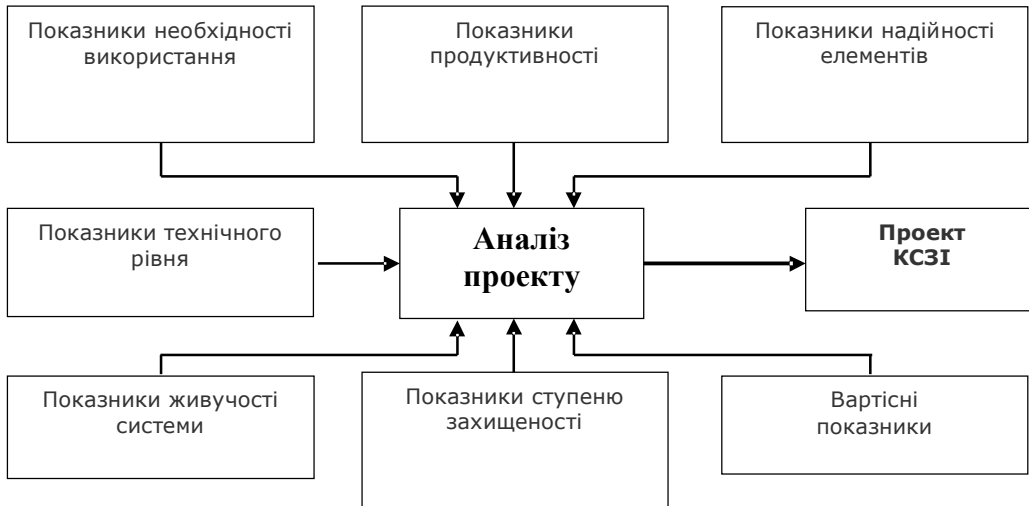 Показники необхідності
використання
Показники
продуктивності
Показники надійності
елементів
Показники технічного
рівня
Аналіз
проекту
Проект
КСЗІ
Показники живучості
системи
Показники ступеню
захищеності
Вартісні
показники